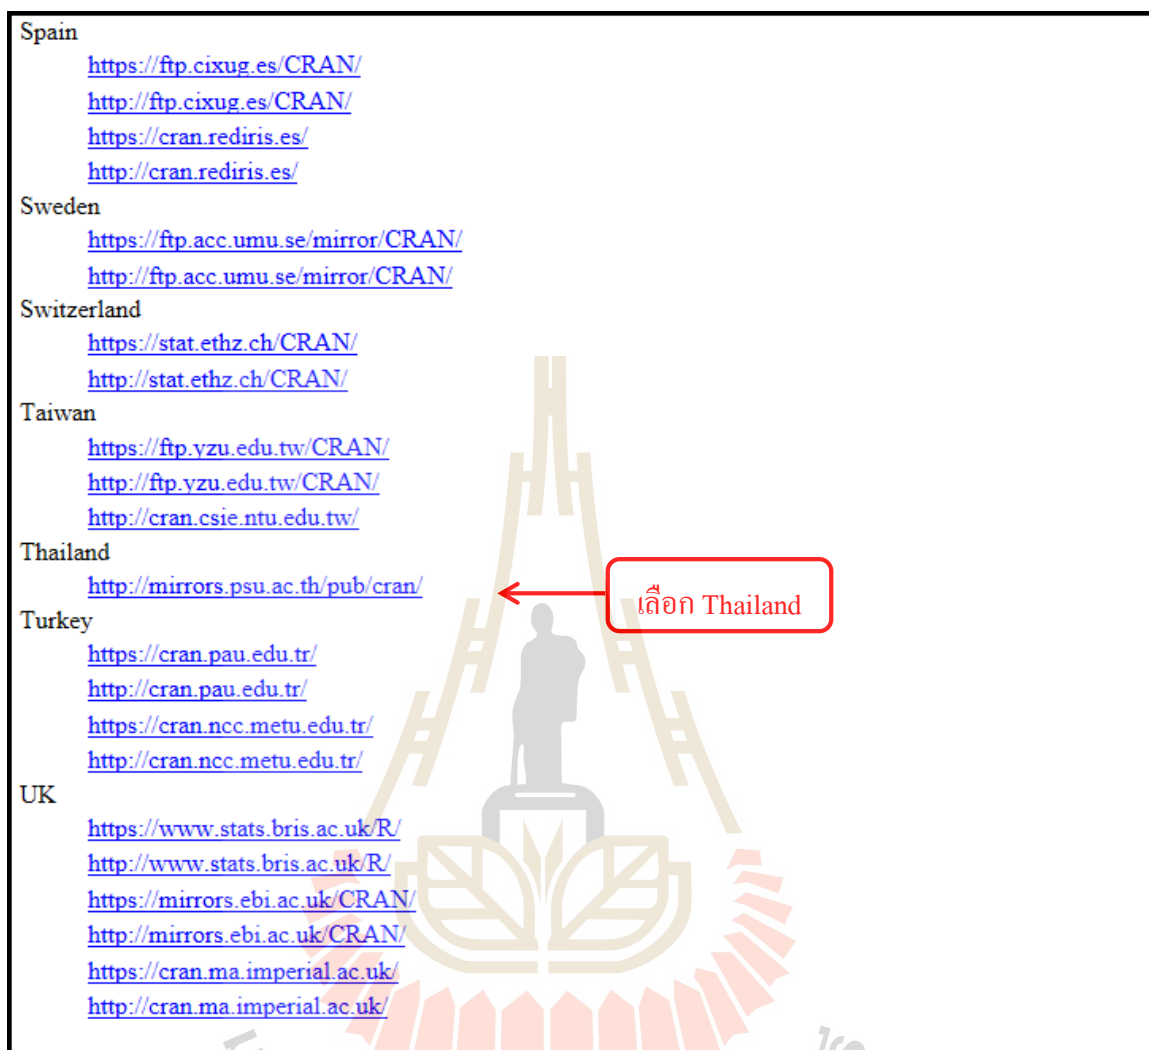 Spain
https://ftp.cixug.es/CRAN/
http://ftp.cixug.es/CRAN/
https://cran.rediris.es/
http://cran.rediris.es/
Sweden
https://ftp.acc.umu.se/mirror/CRAN/
http://ftp.acc.umu.se/mirror/CRAN/
Switzerland
https://stat.ethz.ch/CRAN/
http://stat.ethz.ch/CRAN/
Taiwan
https://ftp.yzu.edu.tw/CRAN/
http://ftp.yzu.edu.tw/CRAN/
http://cran.csie.ntu.edu.tw/
Thailand
http://mirrors.psu.ac.th/pub/cran/
เลือก Thailand
Turkey
https://cran.pau.edu.tr/
http://cran.pau.edu.tr/
https://cran.ncc.metu.edu.tr/
http://cran.ncc.metu.edu.tr/
UK
https://www.stats.bris.ac.uk/R/
http://www.stats.bris.ac.uk/R/
https://mirrors.ebi.ac.uk/CRAN/
http://mirrors.ebi.ac.uk/CRAN/
https://cran.ma.imperial.ac.uk/
http://cran.ma.imperial.ac.uk/